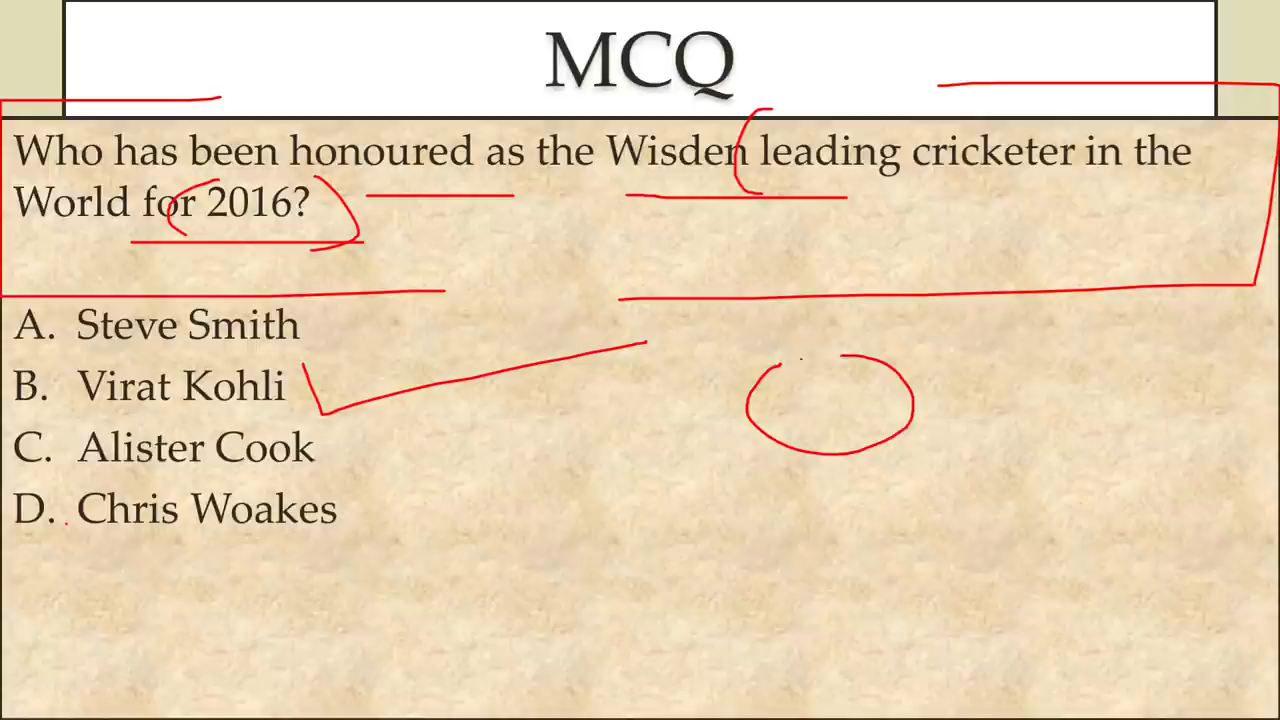 MCQ
Who has been honoured as the Wisden leading cricketer in the
World for 2016?
A. Steve Smith
B. Virat Kohli
C. Alister Cook
D. Chris Woakes